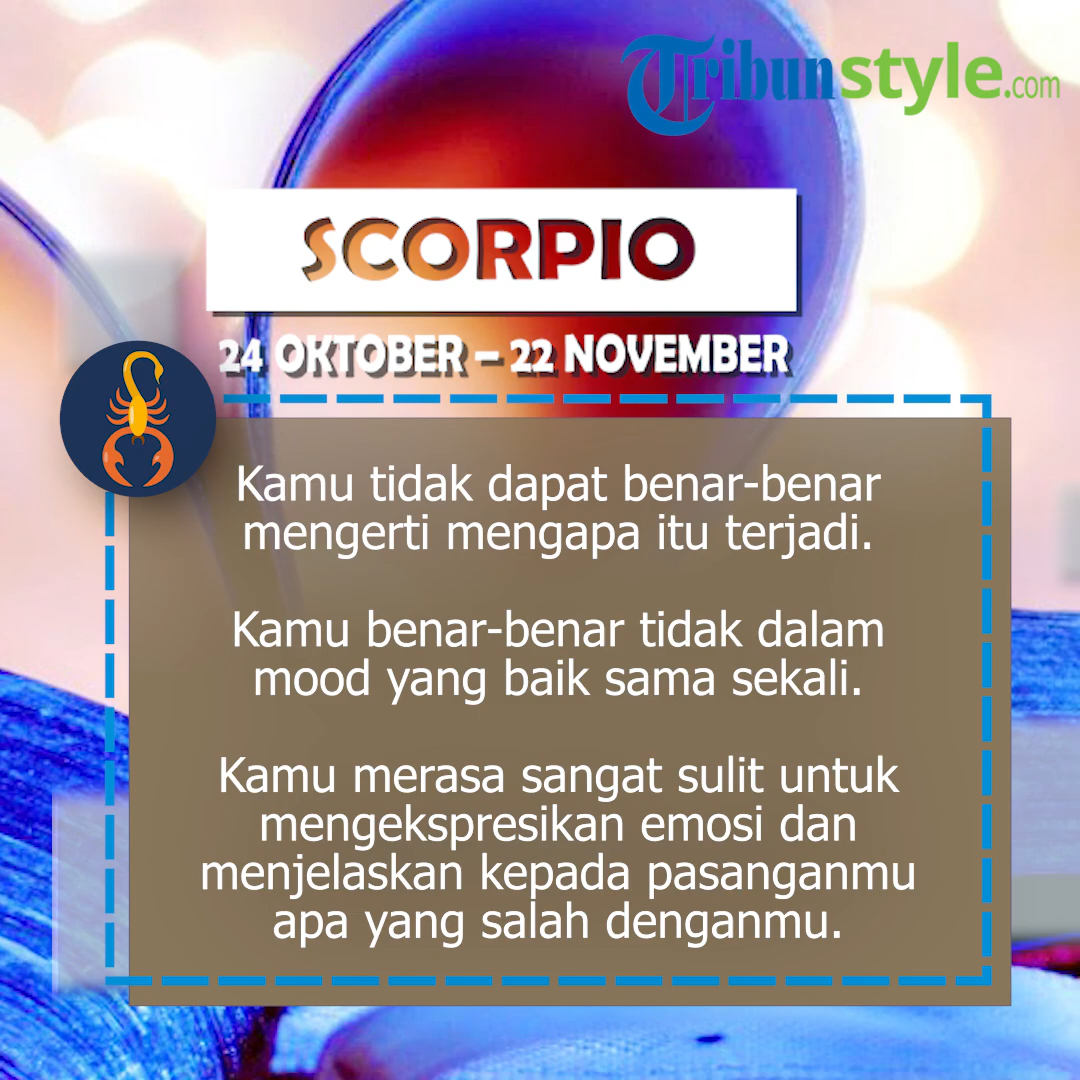 Tribunstyle.com
SCORPIO
24 OKTOBER – 22 NOVEMBER
Kamu tidak dapat benar-benar
mengerti mengapa itu terjadi.
Kamu benar-benar tidak dalam
mood yang baik sama sekali.
Kamu merasa sangat sulit untuk
mengekspresikan emosi dan
menjelaskan kepada pasanganmu
apa yang salah denganmu.